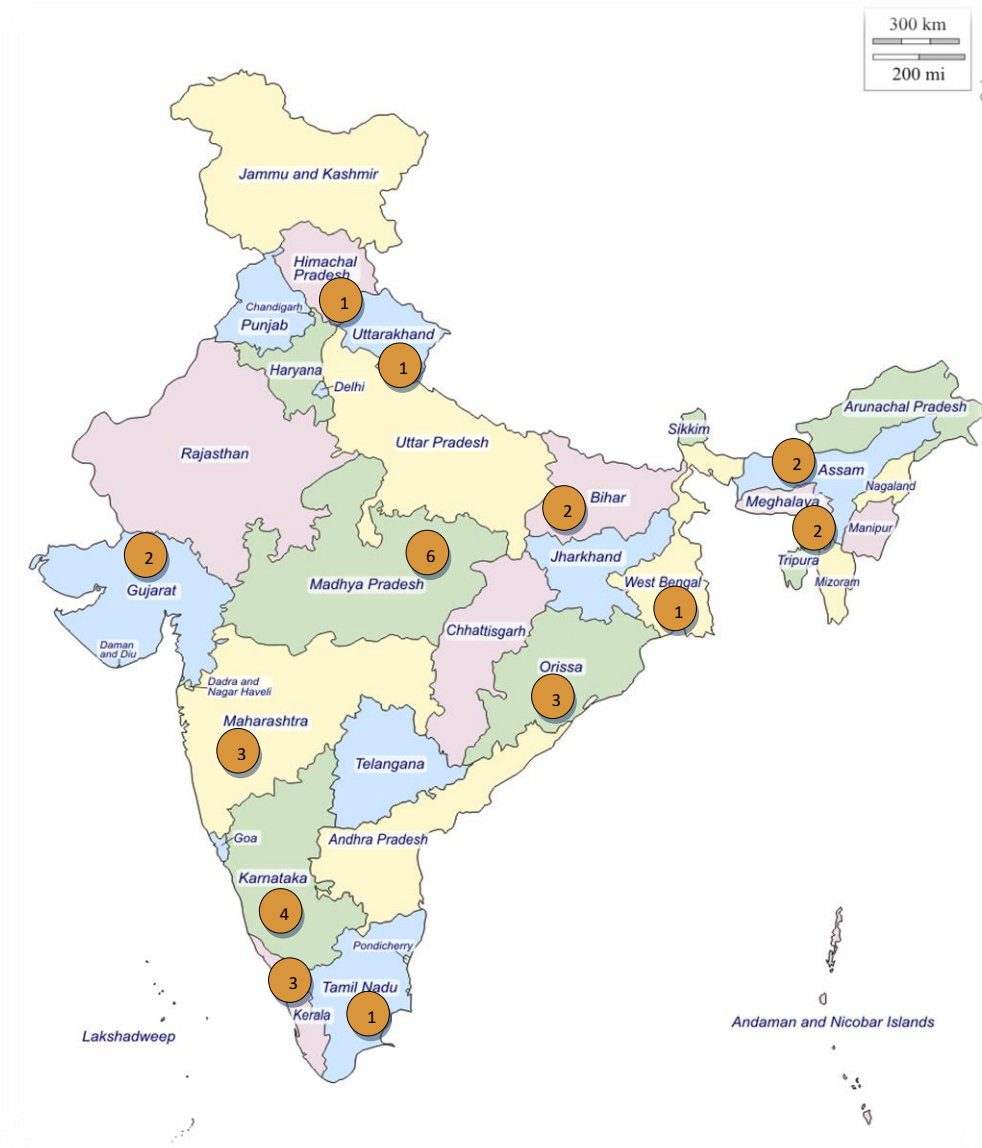 300 km
200 mi
Jammu and Kashmir
Himachal
Pradesh
1
Chandigarh
Punjab
Uttarakhand
1
Haryana
Delhi
Arunachal Pradesh
Sikkim
Uttar Pradesh
Rajasthan
2
Assam
Nagaland
Bihar
2
Meghalaya
2
Manipur
2
Gujarat
6
Madhya Pradesh
Jharkhand
Tripura
Mizoram
West Bengal
1
Chhattisgarh
Daman
and Diu
Orissa
3
Dadra and
Nagar Haveli
Maharashtra
3
Telangana
Goa
Andhra Pradesh
Karnataka
4
Pondicherry
3
Tamil Nadu
1
Kerala
Lakshadweep
Andaman and Nicobar Islands